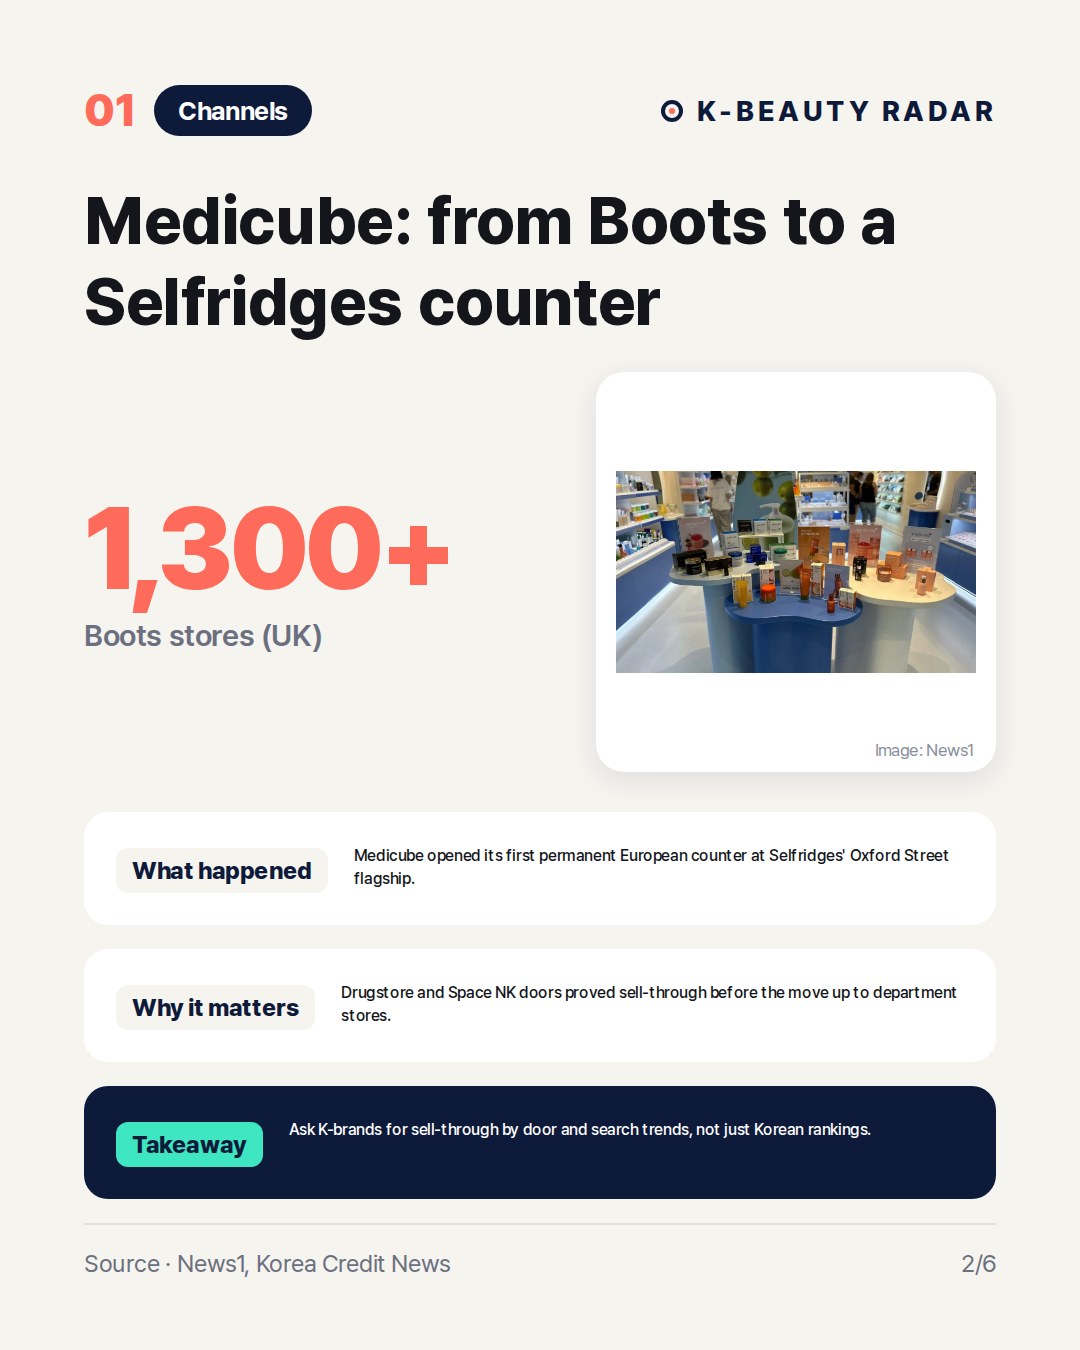 01 Channels
K-BEAUTY RADAR
Medicube: from Boots to a
Selfridges counter
1,300+
Boots stores (UK)
Image: News1
What happened
Medicube opened its first permanent European counter at Selfridges' Oxford Street
flagship.
Why it matters
Drugstore and Space NK doors proved sell-through before the move up to department
stores.
Takeaway
Ask K-brands for sell-through by door and search trends, not just Korean rankings.
Source · News1, Korea Credit News
2/6